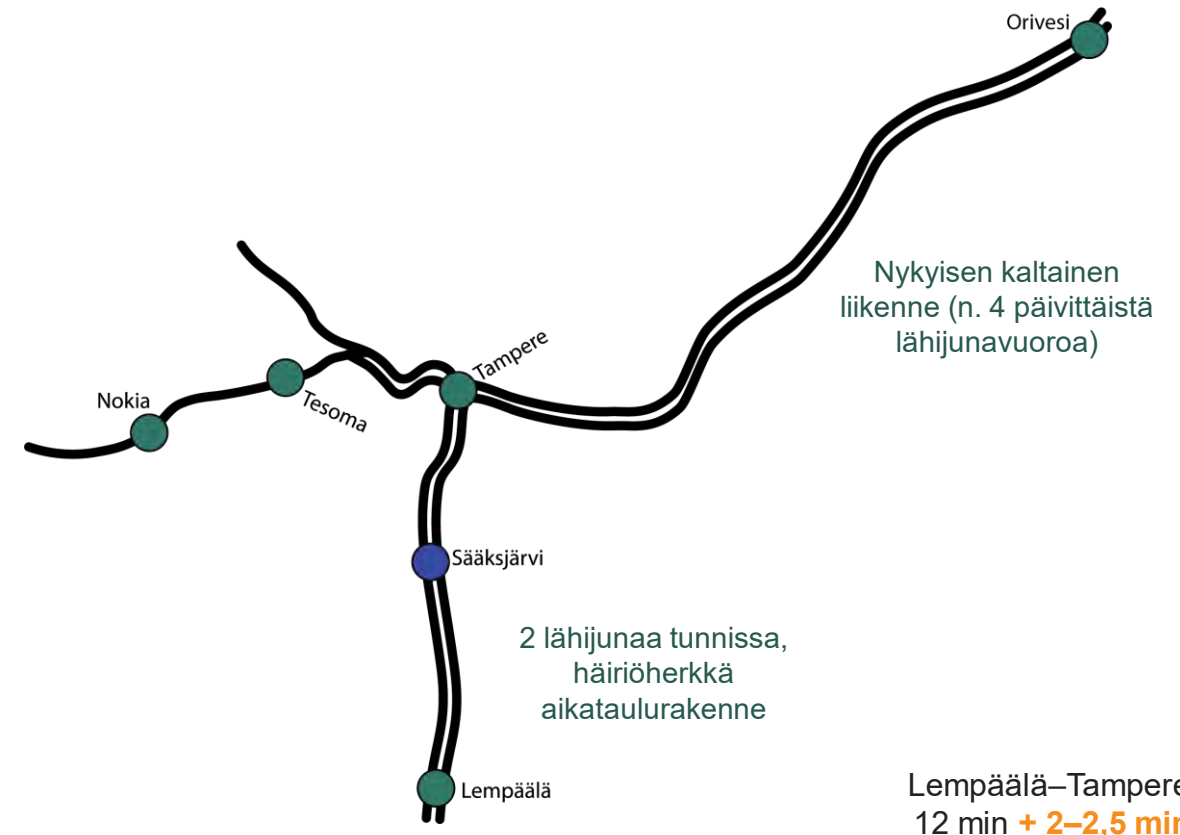 Orivesi
Nykyisen kaltainen
liikenne (n. 4 päivittäistä
lähijunavuoroa)
Tampere
Tesoma
Nokia
Sääksjärvi
2 lähijunaa tunnissa,
häiriöherkkä
aikataulurakenne
Lempäälä
Lempäälä–Tampere
12 min + 2–2,5 min